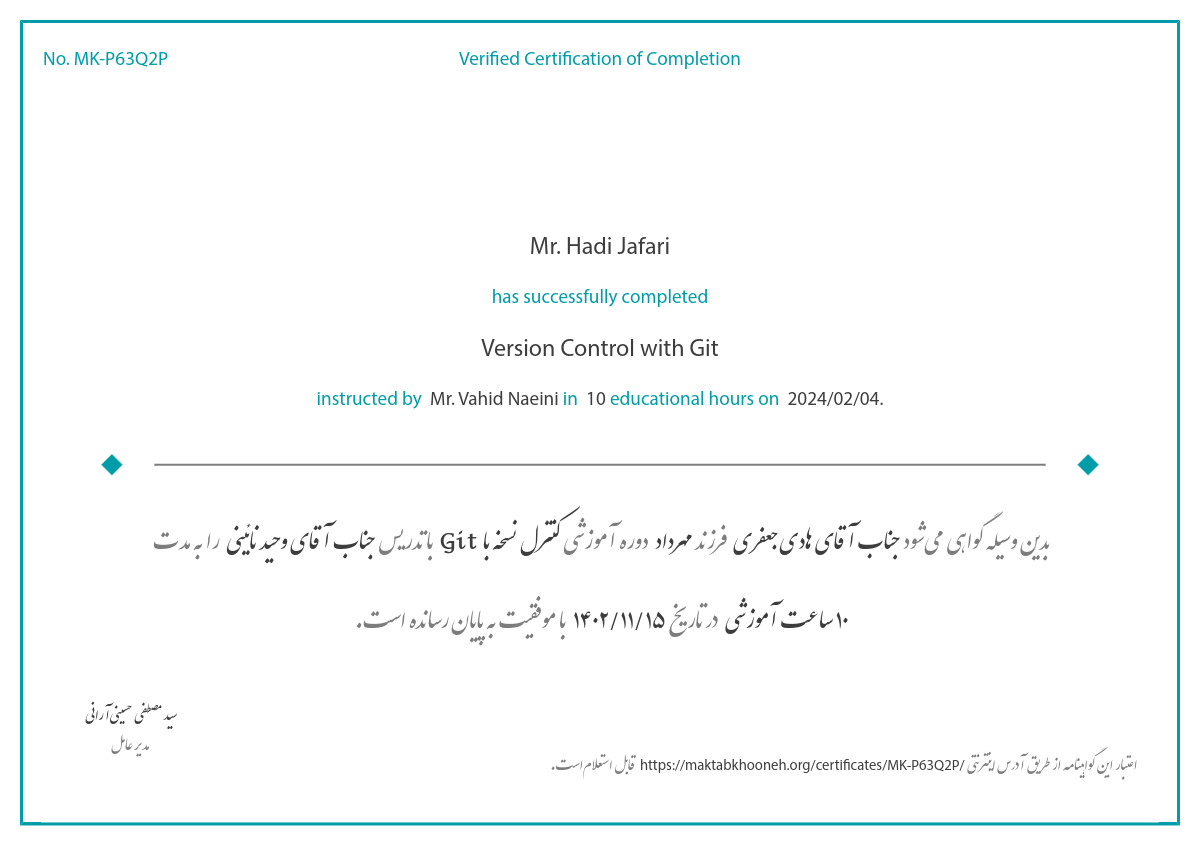 No. MK-P63Q2P
Verified Certification of Completion
Mr. Hadi Jafari
has successfully completed
Version Control with Git
instructed by Mr. Vahid Naeini in 10 educational hours on 2024/02/04.
بدین وسیله گواهی می‌شود جناب آقای هادی جعفری فرزند مهرداد دوره آموزشی کنترل نسخه با Git با تدریس جناب آقای وحید نائینی را به مدت
۱۰ ساعت آموزشی در تاریخ ۱۴۰۲/۱۱/۱۵ با موفقیت به پایان رسانده است.
سید مصطفی حسینی آرانی
مدیر عامل
اعتبار این گواهینامه از طریق آدرس اینترنتی https://maktabkhooneh.org/certificates/MK-P63Q2P/ قابل استعلام است.